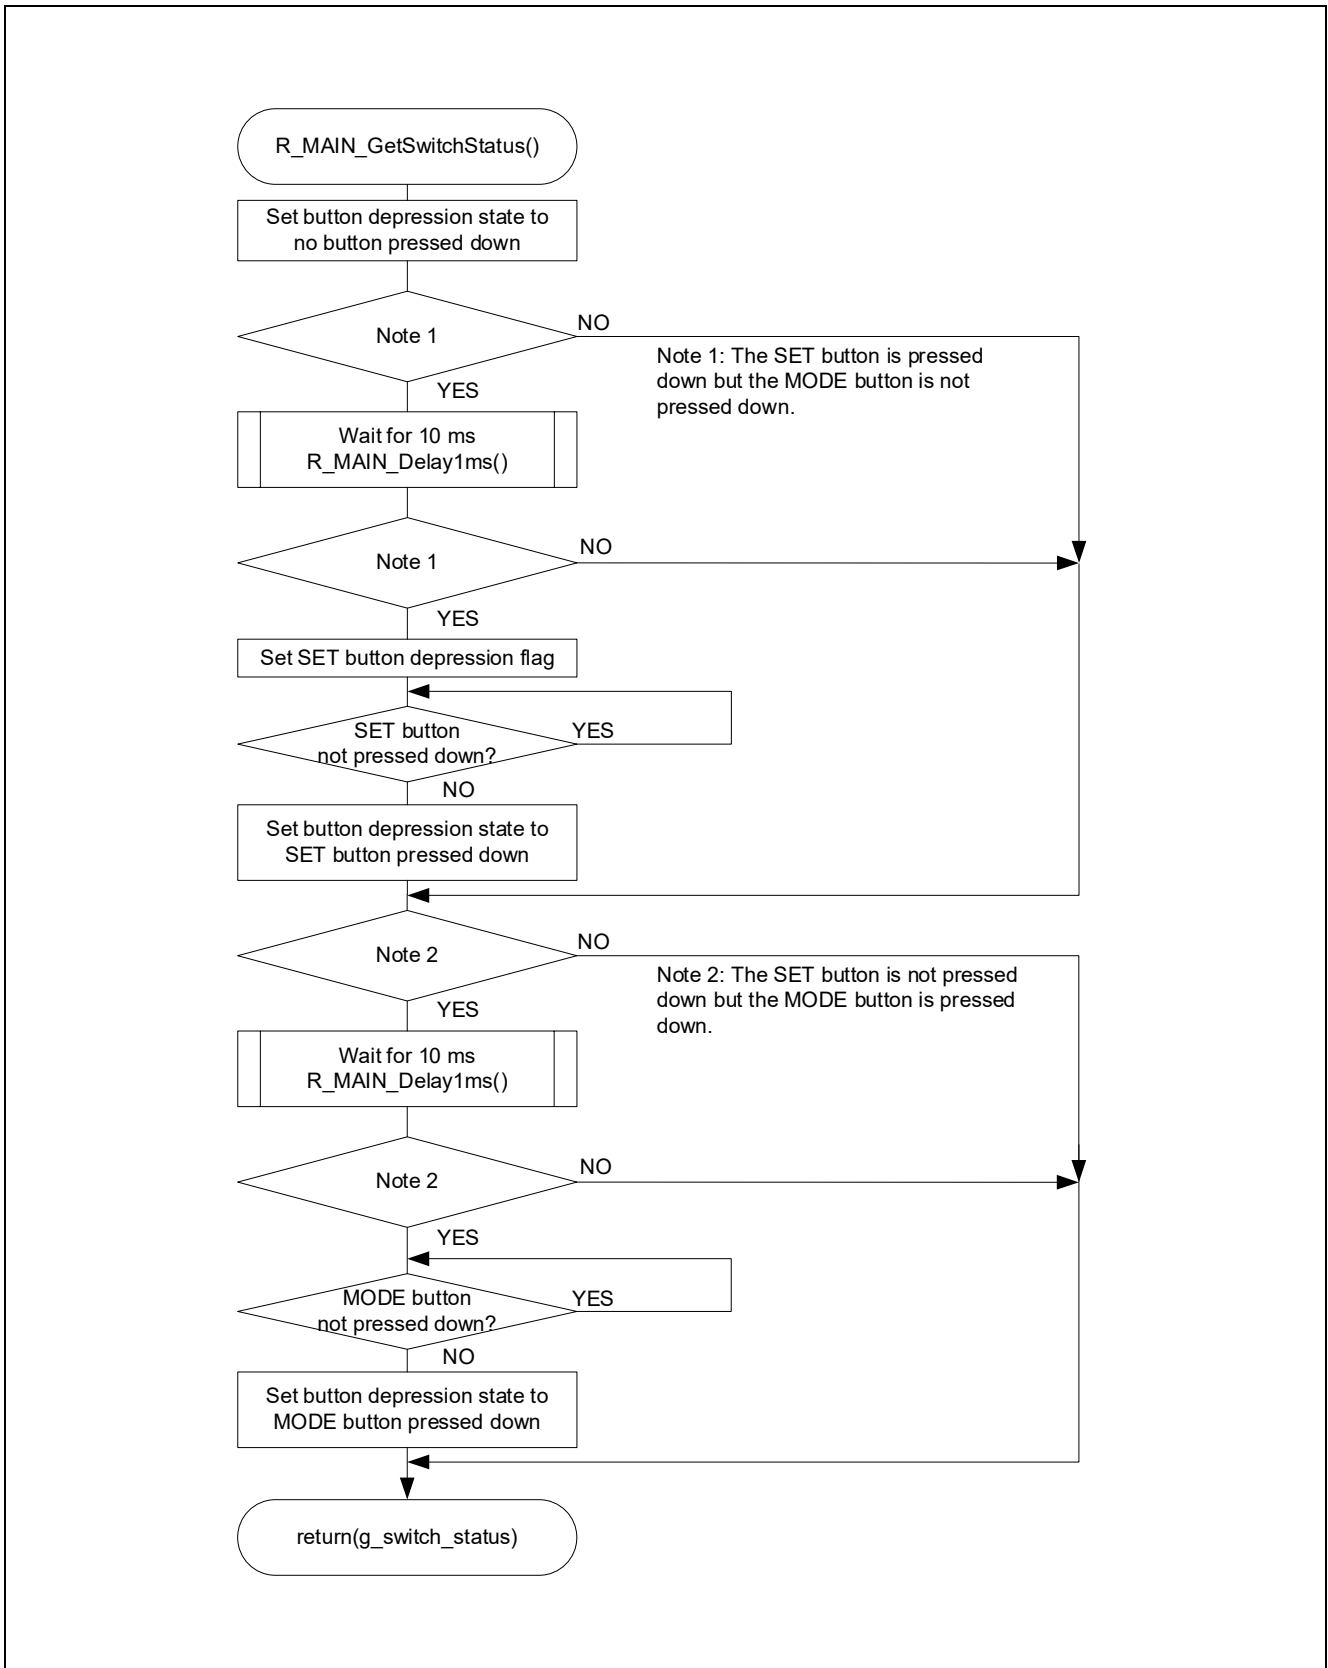 R_MAIN_GetSwitchStatus()
Set button depression state to
no button pressed down
Note 1
NO
Note 1: The SET button is pressed
down but the MODE button is not
pressed down.
YES
Wait for 10 ms
R_MAIN_Delay1ms()
Note 1
NO
YES
Set SET button depression flag
SET button
not pressed down?
YES
NO
Set button depression state to
SET button pressed down
Note 2
NO
Note 2: The SET button is not pressed
down but the MODE button is pressed
down.
YES
Wait for 10 ms
R_MAIN_Delay1ms()
Note 2
NO
YES
MODE button
not pressed down?
YES
NO
Set button depression state to
MODE button pressed down
return(g_switch_status)